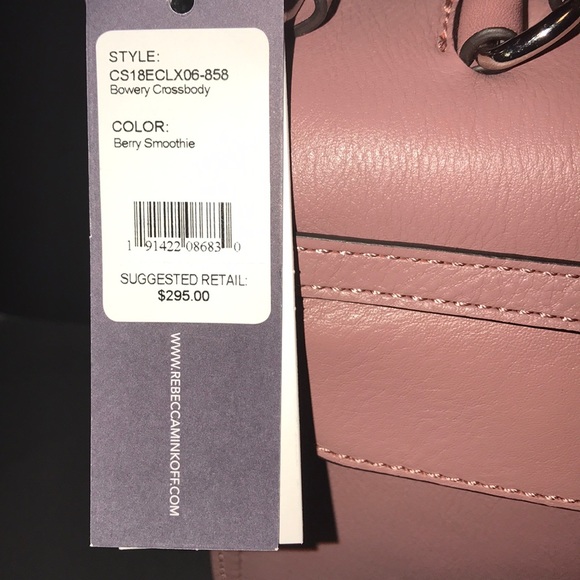 STYLE:
CS18ECLX06-858
Bowery Crossbody
COLOR:
Berry Smoothie
1 91422 08683 0
SUGGESTED RETAIL:
$295.00
WWW.REBECCAMINKOFF.COM